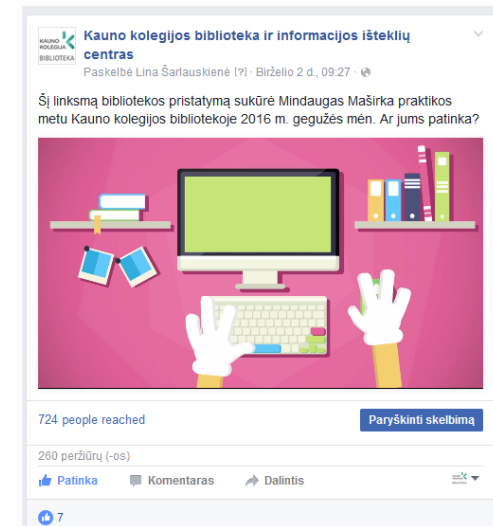 KAUNO
KOLEGIJA
BIBLIOTEKA
Kauno kolegijos biblioteka ir informacijos išteklių
centras
Paskelbė Lina Šarlauskienė [?] · Birželio 2 d., 09:27 ·
Šį linksmą bibliotekos pristatymą sukūrė Mindaugas Maširka praktikos
metu Kauno kolegijos bibliotekoje 2016 m. gegužės mėn. Ar jums patinka?
724 people reached
Paryškinti skelbimą
260 peržiūrų (-os)
Patinka
Komentaras
Dalintis
7